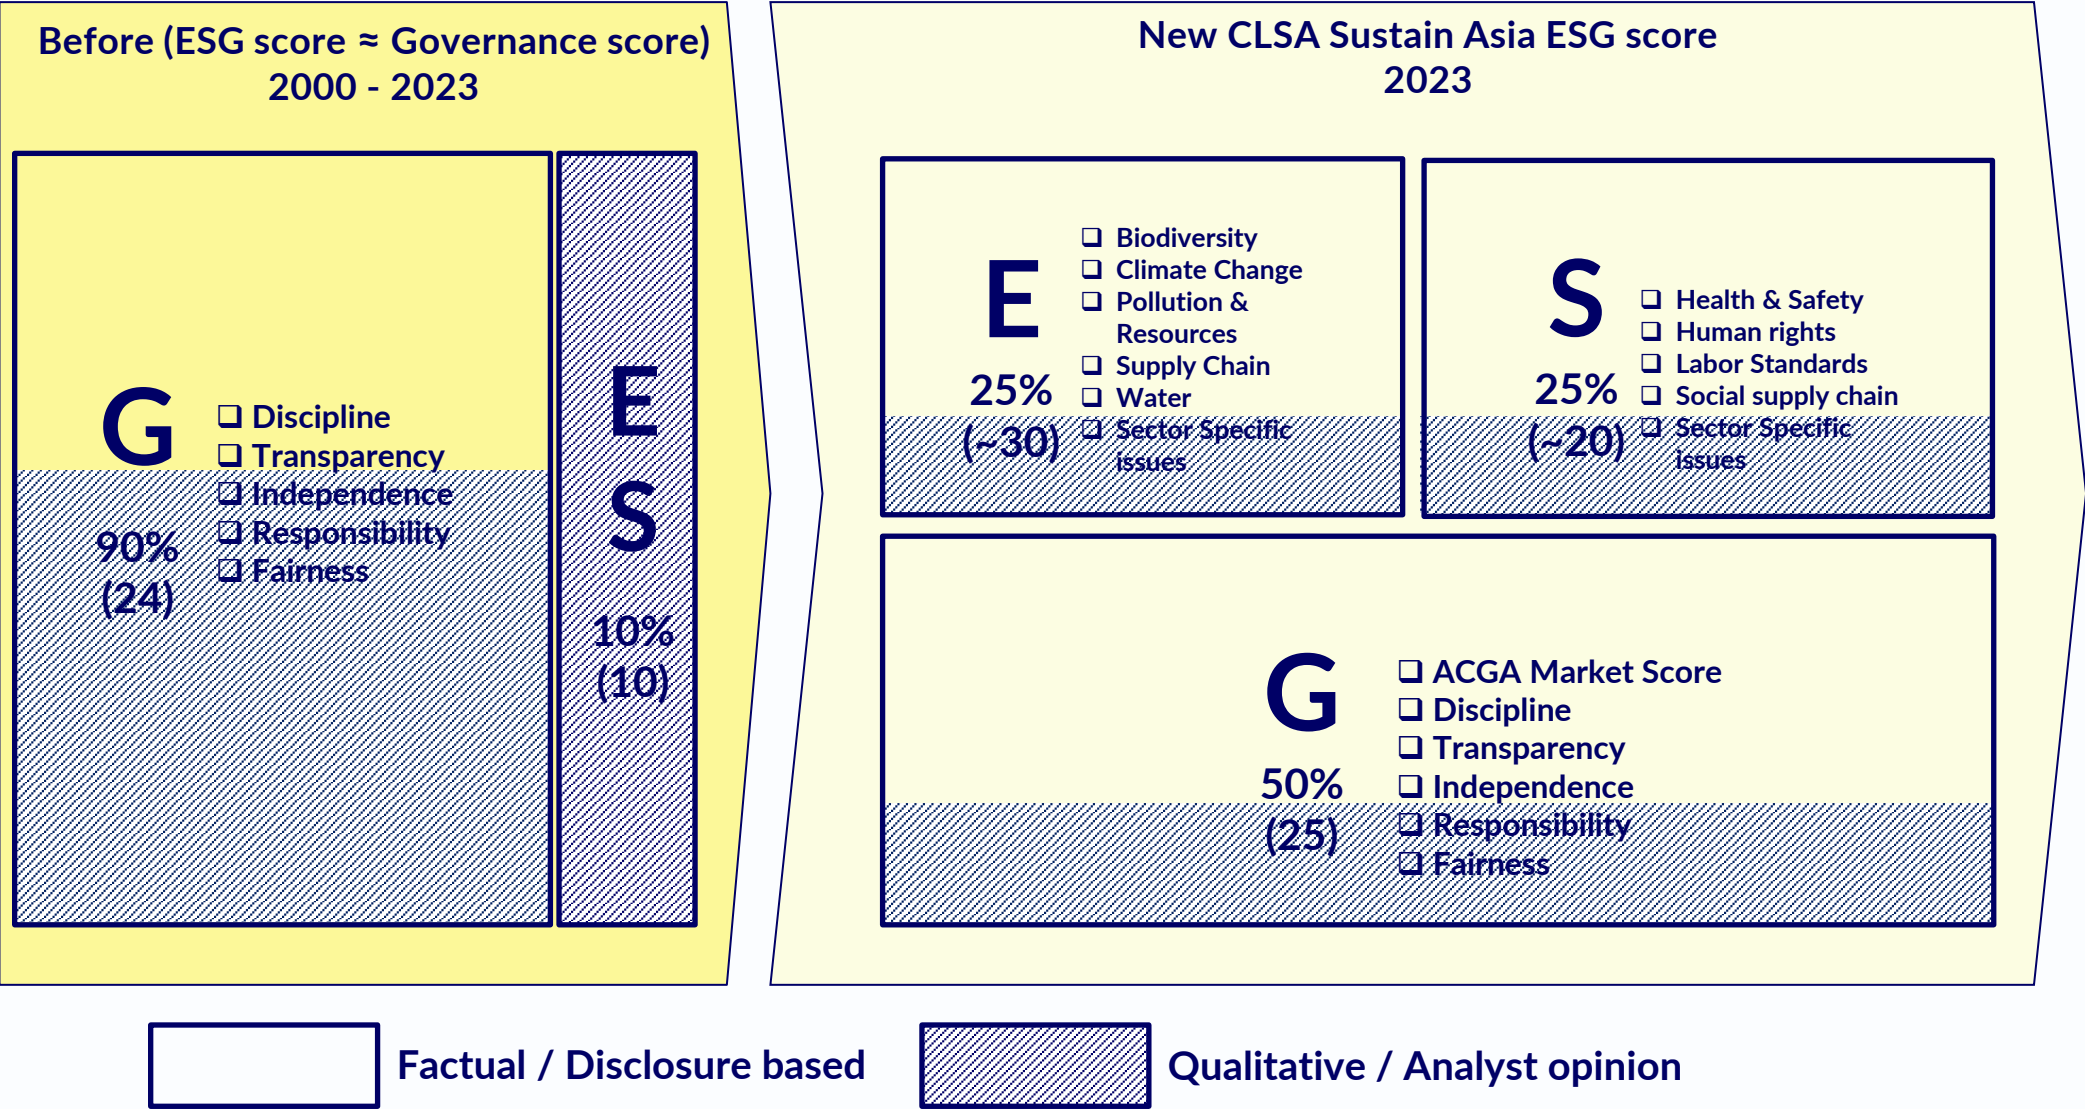 Before (ESG score ≈ Governance score)
2000 - 2023
G
90%
(24)
❑ Discipline
❑ Transparency
❑ Independence
❑ Responsibility
❑ Fairness
E
S
10%
(10)
New CLSA Sustain Asia ESG score
2023
E
25%
(~30)
❑ Biodiversity
❑ Climate Change
❑ Pollution &
Resources
❑ Supply Chain
❑ Water
❑ Sector Specific
issues
S
25%
(~20)
❑ Health & Safety
❑ Human rights
❑ Labor Standards
❑ Social supply chain
❑ Sector Specific
issues
G
50%
(25)
❑ ACGA Market Score
❑ Discipline
❑ Transparency
❑ Independence
❑ Responsibility
❑ Fairness
Factual / Disclosure based
Qualitative / Analyst opinion